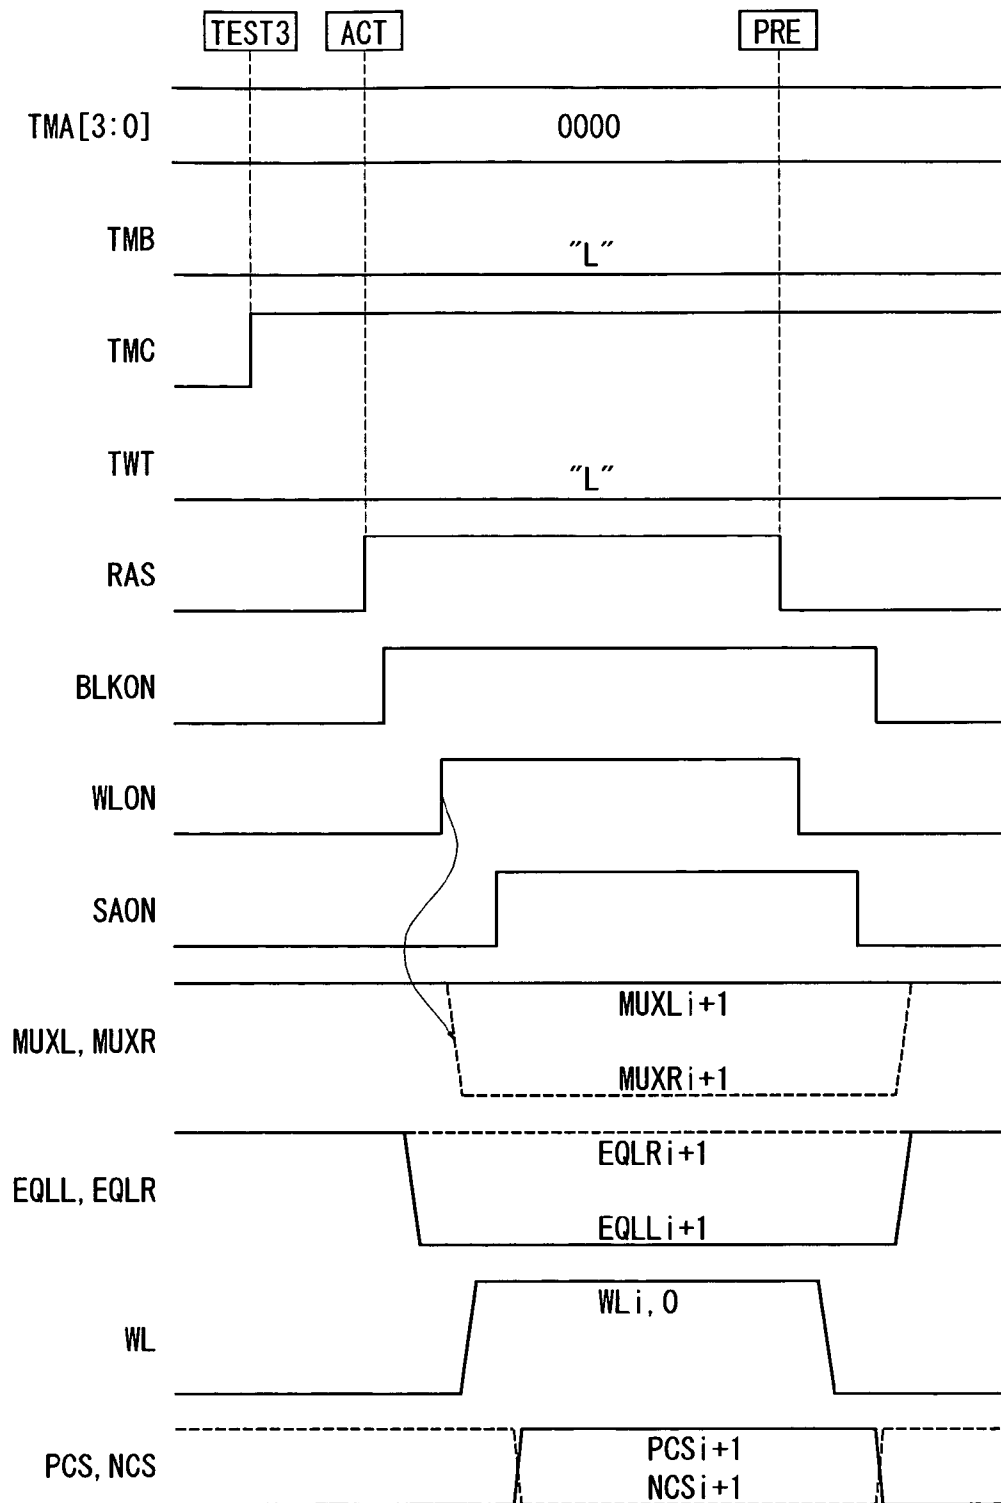 TEST3 ACT PRE
TMA[3:0] 0000
TMB "L"
TMC
TWT "L"
RAS
BLKON
WLON
SAON
MUXLi+1
MUXL, MUXR
MUXRi+1
EQLRi+1
EQLL, EQLR
EQLLi+1
WLi, 0
WL
PCSi+1
PCS, NCS
NCSi+1